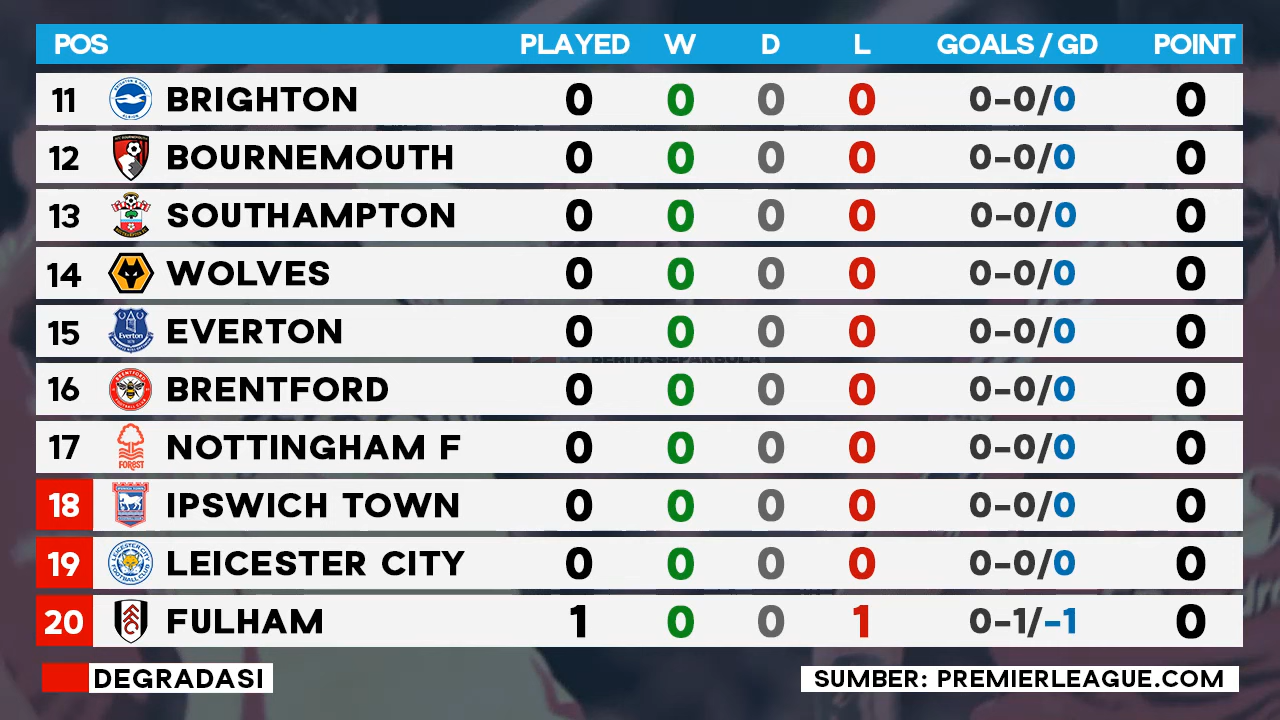 POS PLAYED W D L GOALS / GD POINT
11 BRIGHTON 0 0 0 0 0-0/0 0
12 BOURNEMOUTH 0 0 0 0 0-0/0 0
13 SOUTHAMPTON 0 0 0 0 0-0/0 0
14 WOLVES 0 0 0 0 0-0/0 0
15 Everton EVERTON 0 0 0 0 0-0/0 0
16 BRENTFORD 0 0 0 0 0-0/0 0
17 FOREST NOTTINGHAM F 0 0 0 0 0-0/0 0
18 IPSWICH TOWN 0 0 0 0 0-0/0 0
19 LEICESTER CITY 0 0 0 0 0-0/0 0
20 FULHAM 1 0 0 1 0-1/-1 0
DEGRADASI SUMBER: PREMIERLEAGUE.COM